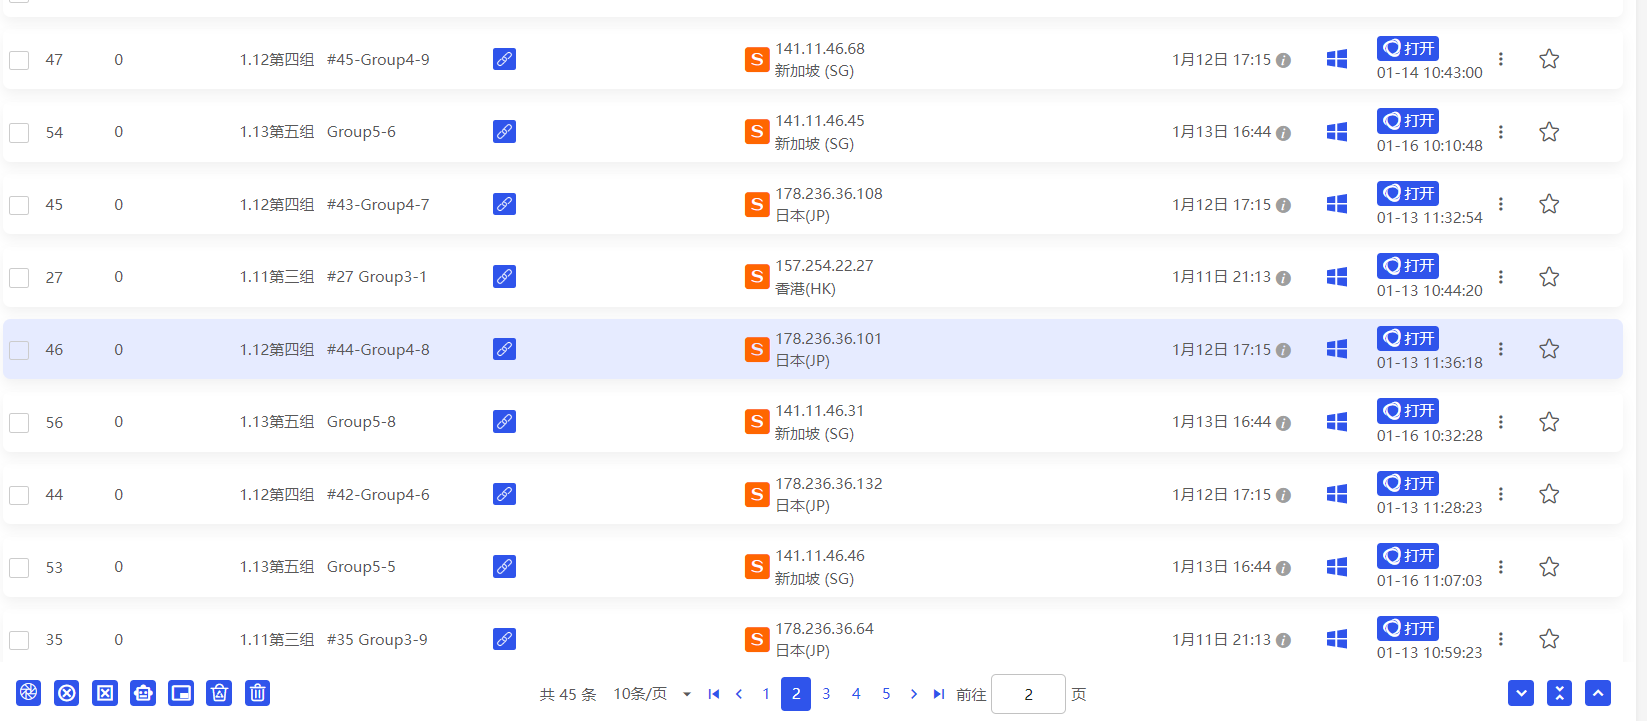 47 0 1.12第四组 #45-Group4-9 S 141.11.46.68 新加坡 (SG) 1月12日 17:15 打开 01-14 10:43:00
54 0 1.13第五组 Group5-6 S 141.11.46.45 新加坡 (SG) 1月13日 16:44 打开 01-16 10:10:48
45 0 1.12第四组 #43-Group4-7 S 178.236.36.108 日本(JP) 1月12日 17:15 打开 01-13 11:32:54
27 0 1.11第三组 #27 Group3-1 S 157.254.22.27 香港(HK) 1月11日 21:13 打开 01-13 10:44:20
46 0 1.12第四组 #44-Group4-8 S 178.236.36.101 日本(JP) 1月12日 17:15 打开 01-13 11:36:18
56 0 1.13第五组 Group5-8 S 141.11.46.31 新加坡 (SG) 1月13日 16:44 打开 01-16 10:32:28
44 0 1.12第四组 #42-Group4-6 S 178.236.36.132 日本(JP) 1月12日 17:15 打开 01-13 11:28:23
53 0 1.13第五组 Group5-5 S 141.11.46.46 新加坡 (SG) 1月13日 16:44 打开 01-16 11:07:03
35 0 1.11第三组 #35 Group3-9 S 178.236.36.64 日本(JP) 1月11日 21:13 打开 01-13 10:59:23
共 45 条 10条/页 1 2 3 4 5 前往 2 页